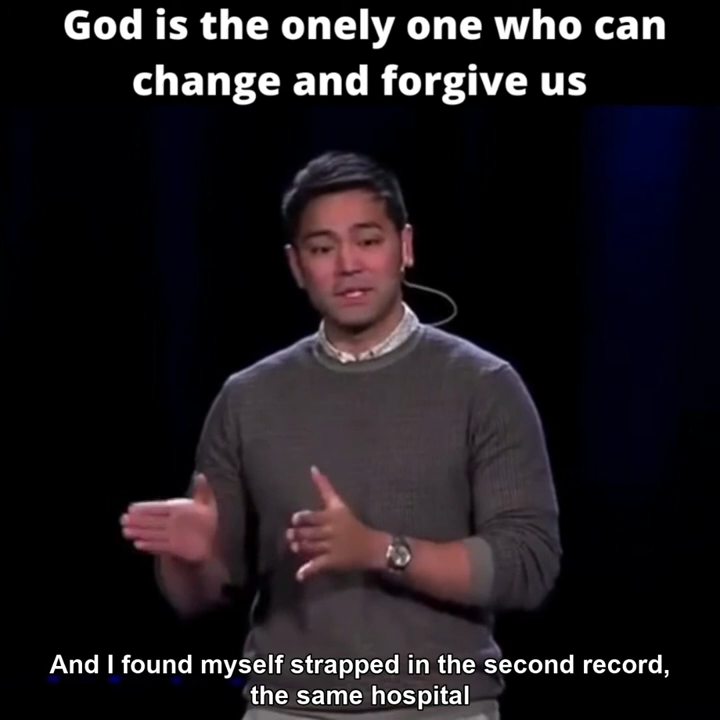 God is the onely one who can
change and forgive us
And I found myself strapped in the second record,
the same hospital